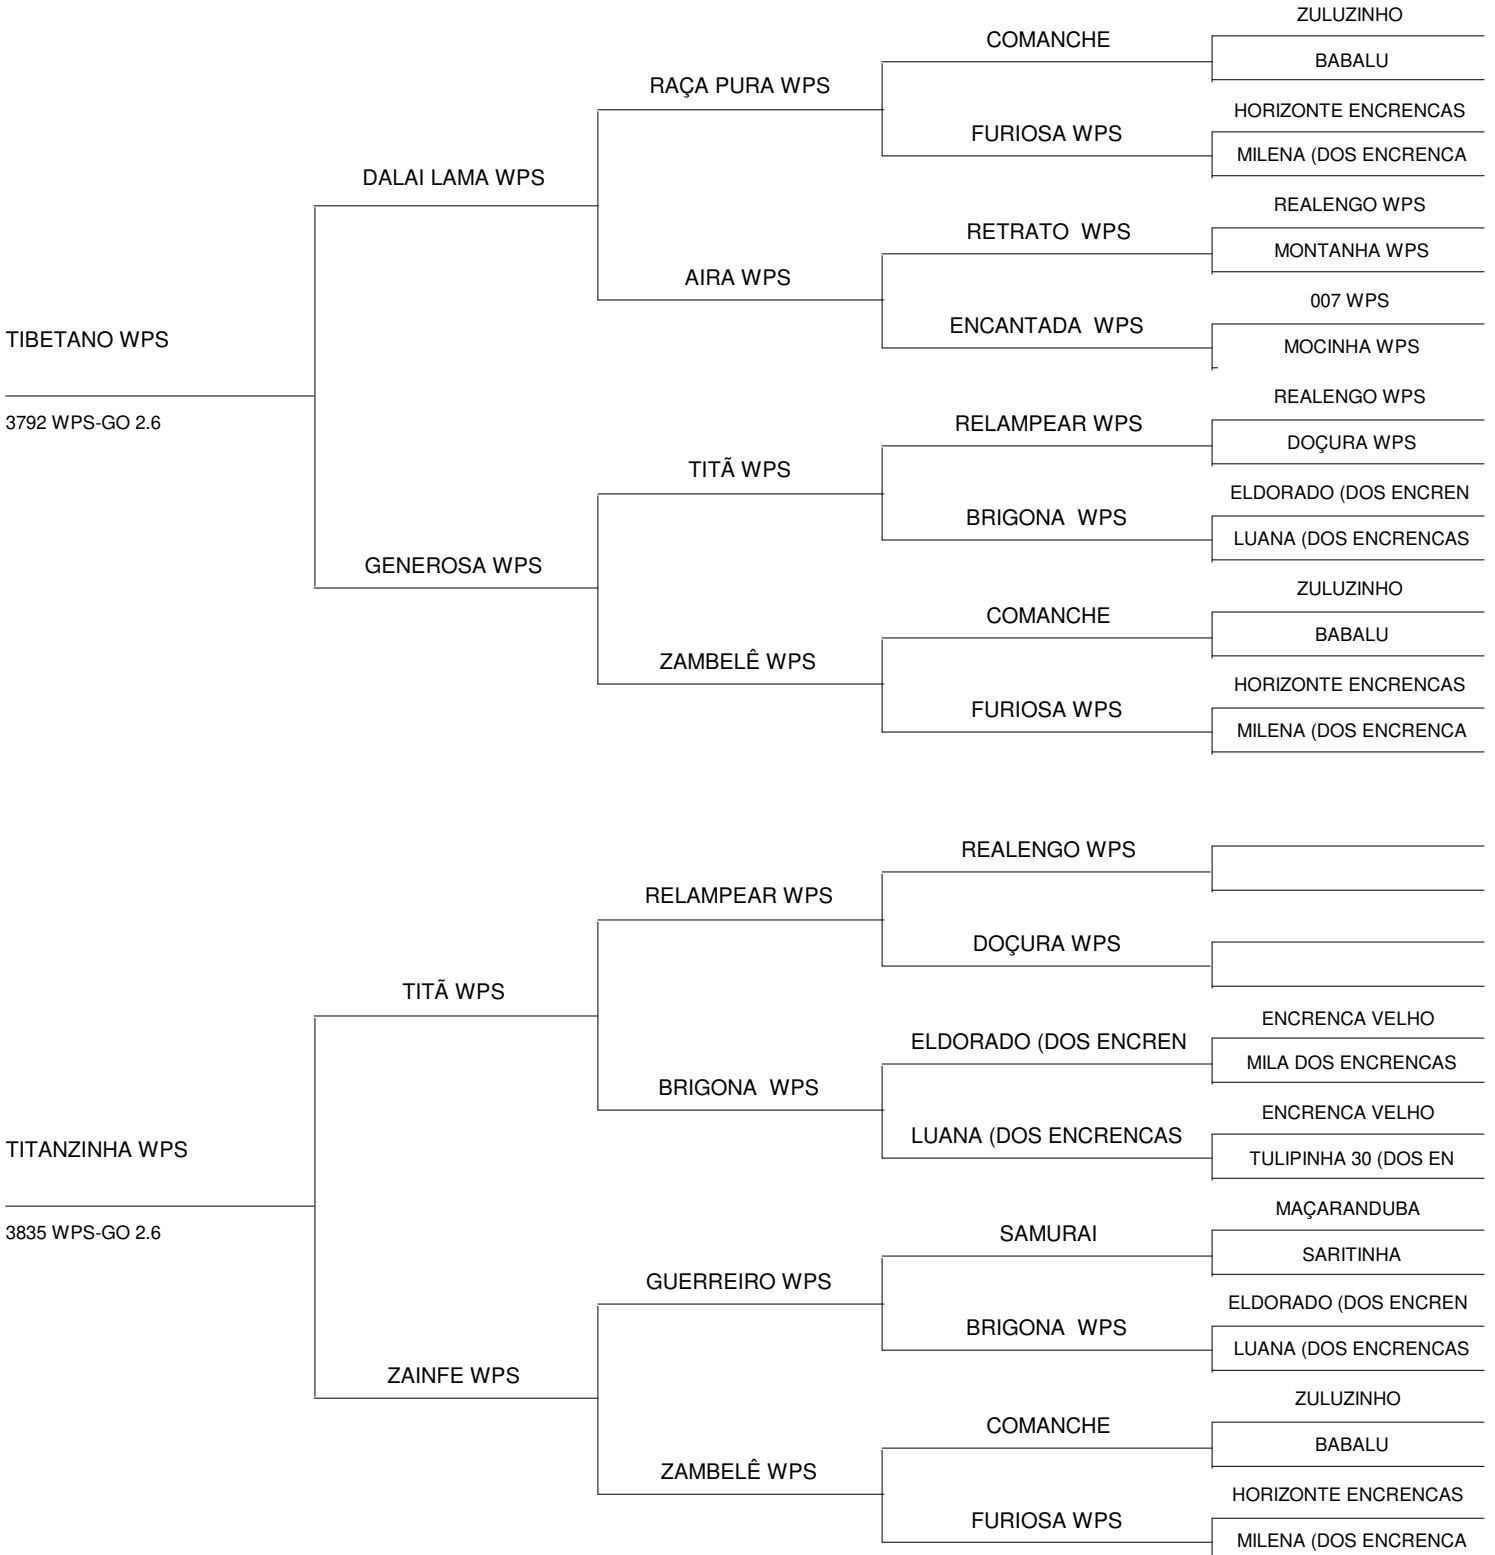 ZULUZINHO
COMANCHE
BABALU
RAÇA PURA WPS
HORIZONTE ENCRENCAS
FURIOSA WPS
MILENA (DOS ENCRENCA
DALAI LAMA WPS
REALENGO WPS
RETRATO  WPS
MONTANHA WPS
AIRA WPS
007 WPS
ENCANTADA  WPS
MOCINHA WPS
TIBETANO WPS
3792 WPS-GO 2.6
REALENGO WPS
RELAMPEAR WPS
DOÇURA WPS
TITÃ WPS
ELDORADO (DOS ENCREN
BRIGONA  WPS
LUANA (DOS ENCRENCAS
GENEROSA WPS
ZULUZINHO
COMANCHE
BABALU
ZAMBELÊ WPS
HORIZONTE ENCRENCAS
FURIOSA WPS
MILENA (DOS ENCRENCA
REALENGO WPS
RELAMPEAR WPS
DOÇURA WPS
TITÃ WPS
ENCRENCA VELHO
ELDORADO (DOS ENCREN
MILA DOS ENCRENCAS
BRIGONA  WPS
ENCRENCA VELHO
LUANA (DOS ENCRENCAS
TULIPINHA 30 (DOS EN
TITANZINHA WPS
3835 WPS-GO 2.6
MAÇARANDUBA
SAMURAI
SARITINHA
GUERREIRO WPS
ELDORADO (DOS ENCREN
BRIGONA  WPS
LUANA (DOS ENCRENCAS
ZAINFE WPS
ZULUZINHO
COMANCHE
BABALU
ZAMBELÊ WPS
HORIZONTE ENCRENCAS
FURIOSA WPS
MILENA (DOS ENCRENCA